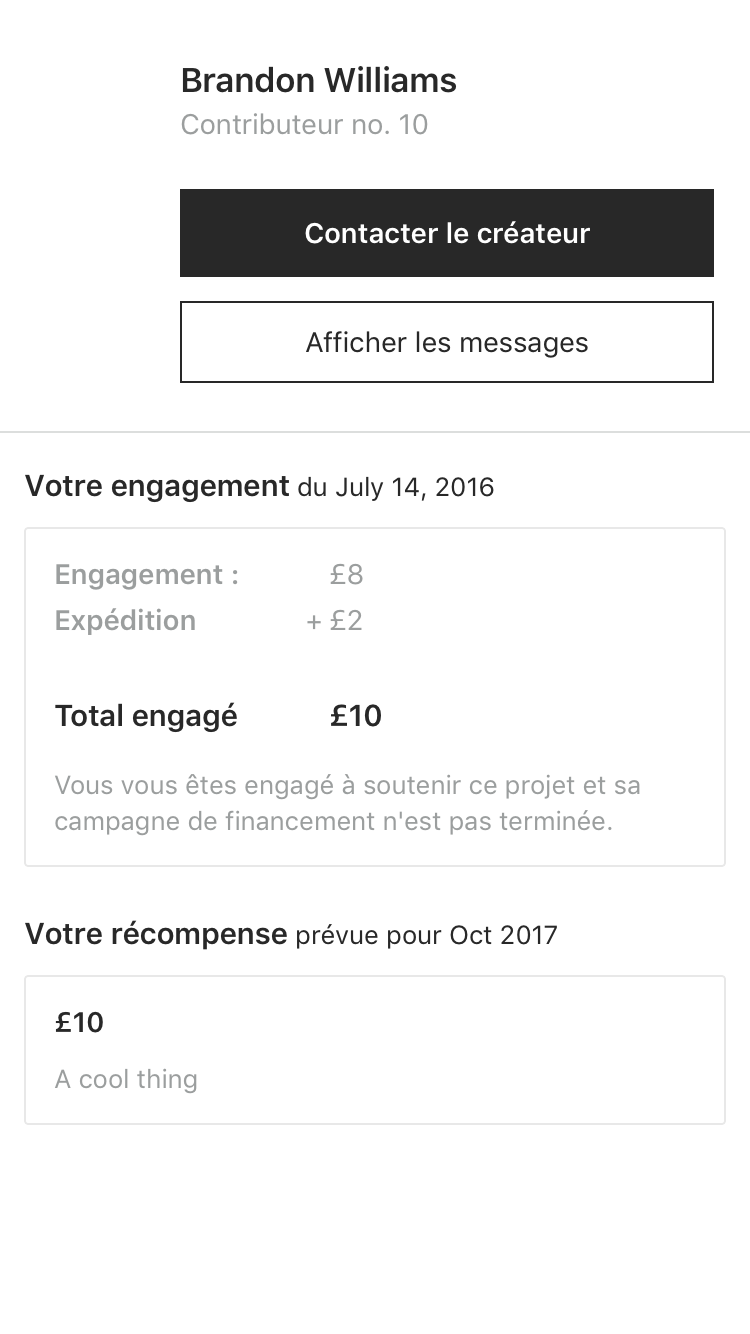 Brandon Williams
Contributeur no. 10
Contacter le créateur
Afficher les messages
Votre engagement du July 14, 2016
Engagement : £8
Expédition + £2
Total engagé £10
Vous vous êtes engagé à soutenir ce projet et sa
campagne de financement n'est pas terminée.
Votre récompense prévue pour Oct 2017
£10
A cool thing